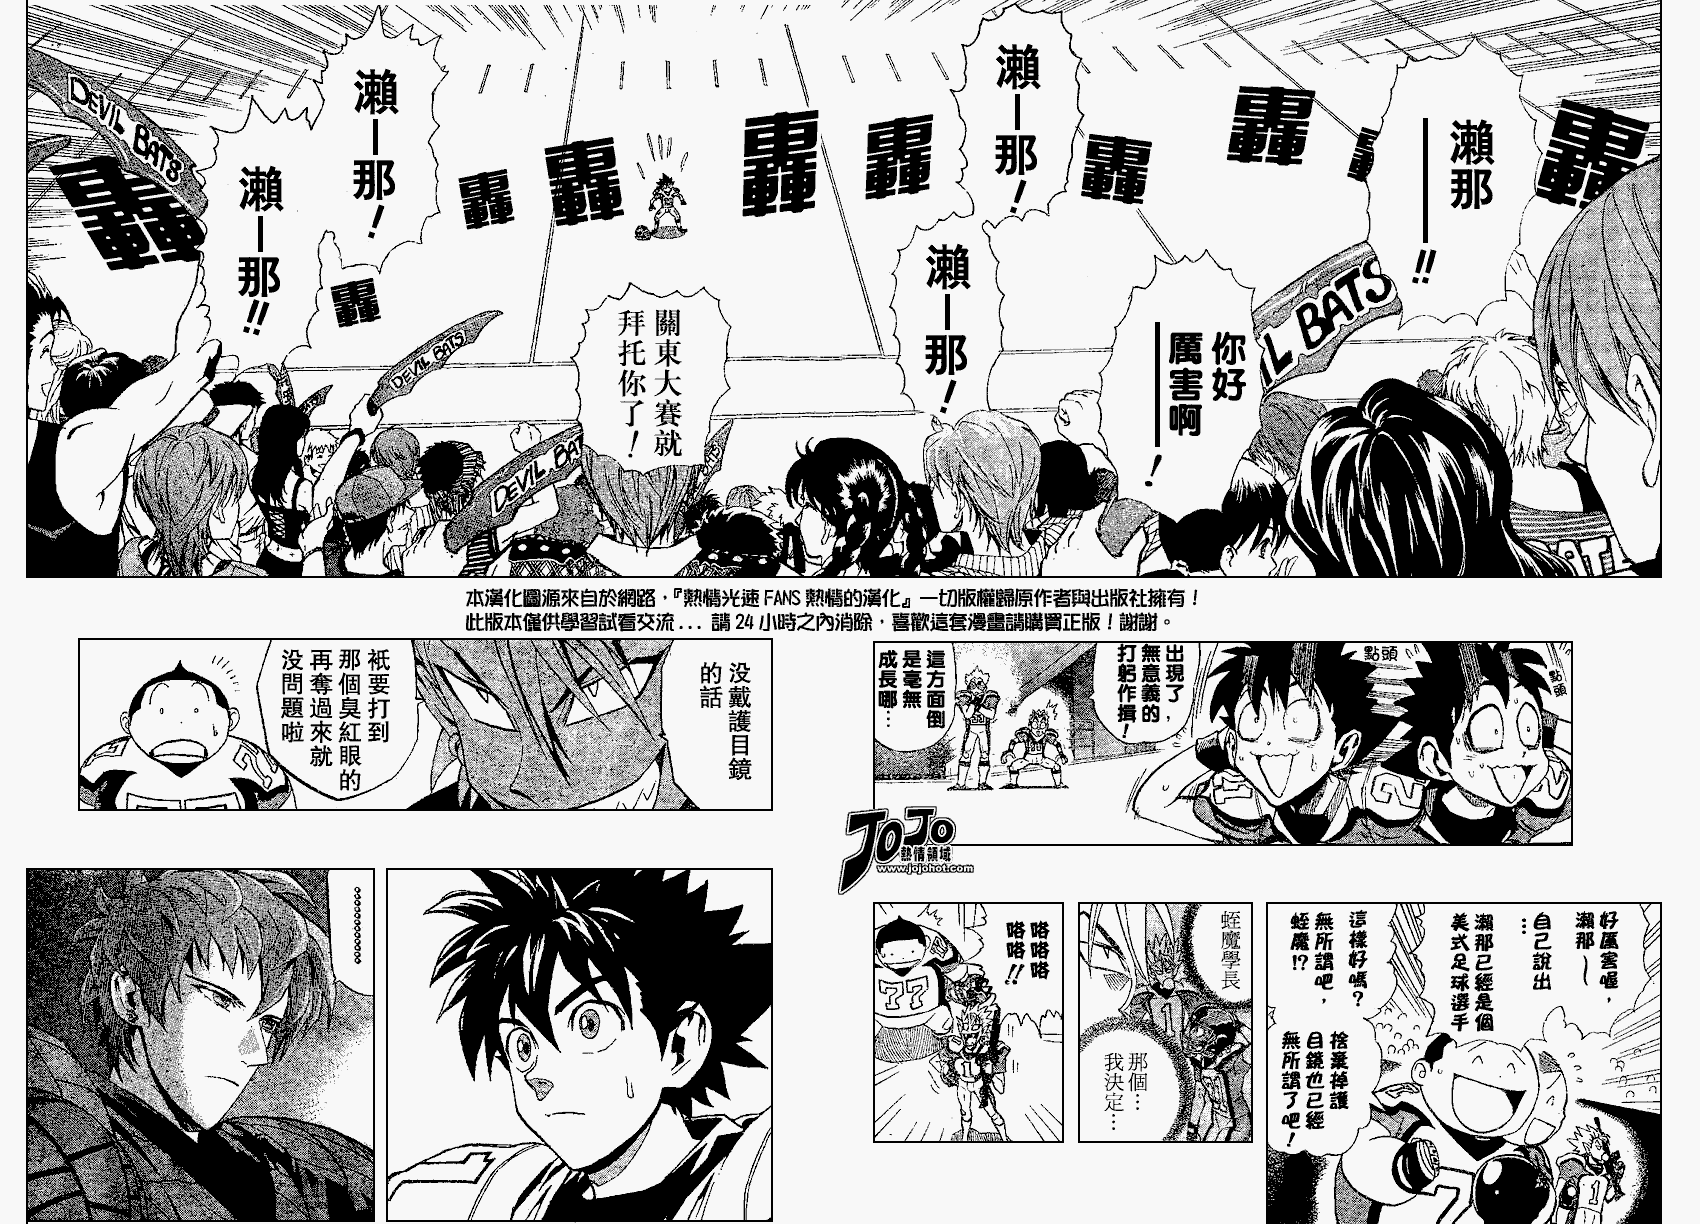 瀨那——!!
你好
厲害啊——!
瀨—那!
瀨—那!
關東大賽就
拜托你了!
瀨—那!
瀨—那!!
轟
轟
轟
轟
轟
轟
轟
轟
轟
轟
DEVIL BATS
DEVIL BATS
DEVIL BATS
DEVIL BATS
本漢化圖源來自於網路,『熱情光速FANS熱情的漢化』一切版權歸原作者與出版社擁有!
此版本僅供學習試看交流...請24小時之內消除,喜歡這套漫畫請購買正版!謝謝。
點頭
點頭
出現了,
無意義的
打躬作揖!
這方面倒
是毫無
成長哪…
好厲害喔,
瀨那～
自己說出
…
瀨那已經是個
美式足球選手
這樣好嗎?
無所謂吧,
蛭魔!?
捨棄掉護
目鏡也已經
無所謂了吧!
蛭魔學長
那個…
我決定…
咯咯咯
咯咯!!
没戴護目鏡
的話
衹要打到
那個臭紅眼的
再奪過來就
没問題啦
…………
JOJO
熱情領域
www.jojohot.com